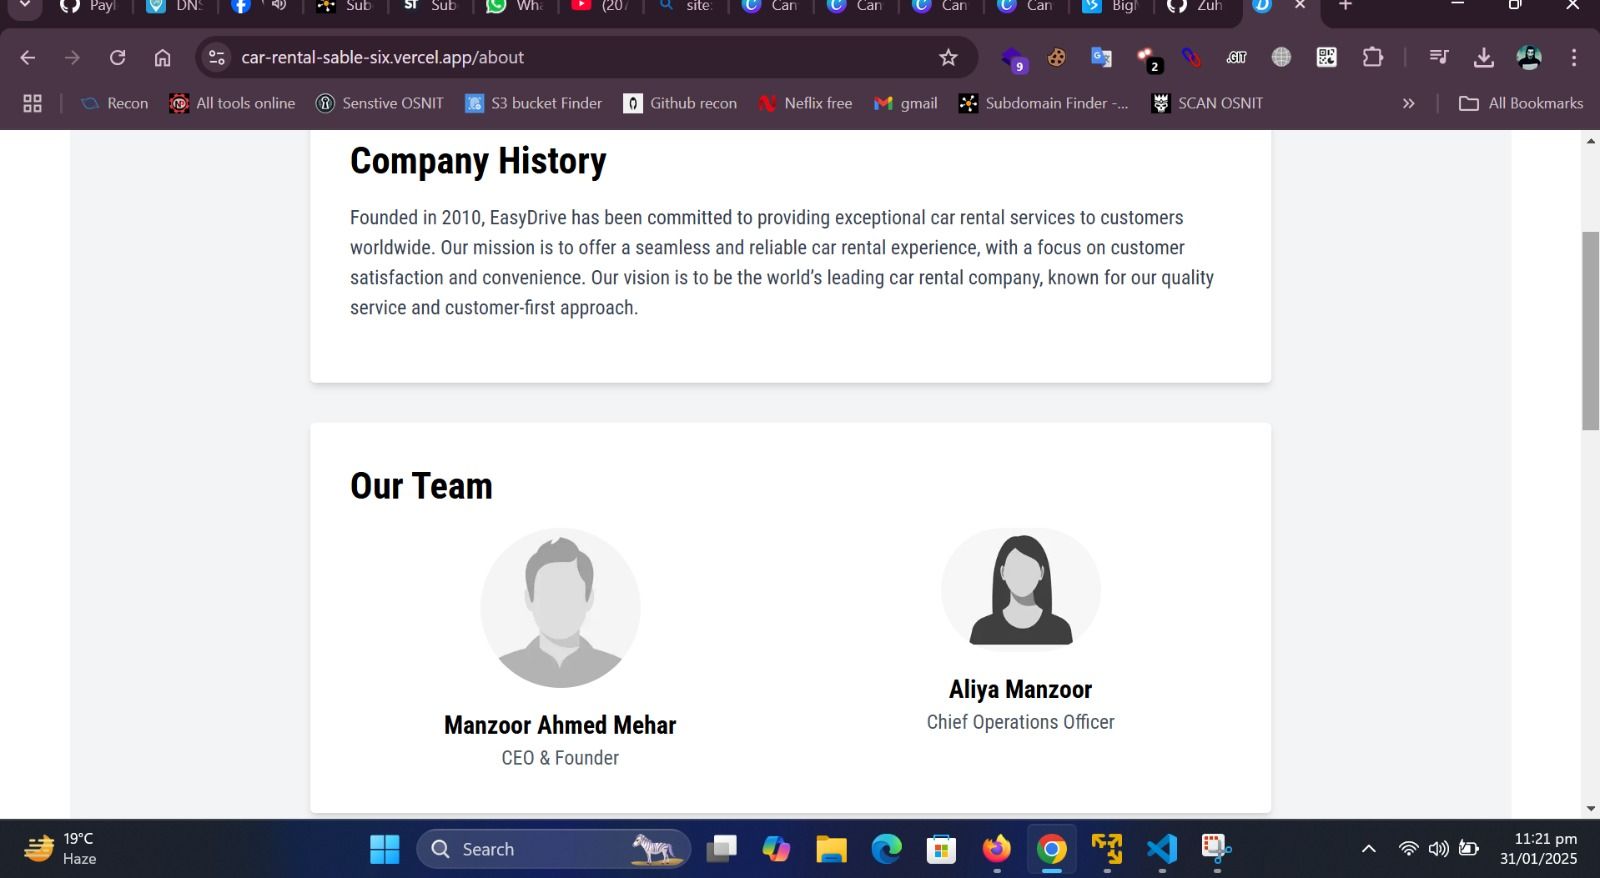 Payl
DNS
Sub
ST
Sub
Wha
(207
site:
Can
Can
Can
Can
BigI
Zuh
car-rental-sable-six.vercel.app/about
9
2
.GIT
Recon
All tools online
Senstive OSNIT
S3 bucket Finder
Github recon
Neflix free
gmail
Subdomain Finder -...
SCAN OSNIT
»
All Bookmarks
Company History
Founded in 2010, EasyDrive has been committed to providing exceptional car rental services to customers
worldwide. Our mission is to offer a seamless and reliable car rental experience, with a focus on customer
satisfaction and convenience. Our vision is to be the world’s leading car rental company, known for our quality
service and customer-first approach.
Our Team
Manzoor Ahmed Mehar
CEO & Founder
Aliya Manzoor
Chief Operations Officer
19°C
Haze
Search
11:21 pm
31/01/2025